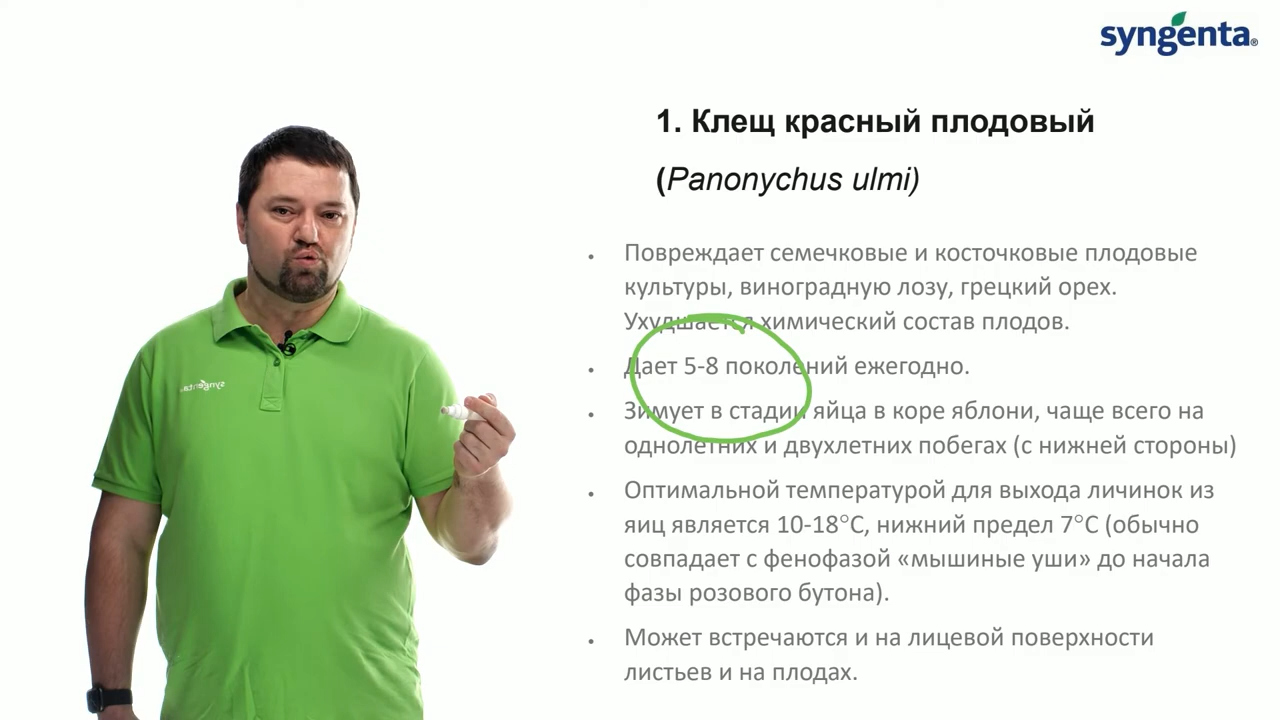 syngenta®
1. Клещ красный плодовый
(Panonychus ulmi)
• Повреждает семечковые и косточковые плодовые
культуры, виноградную лозу, грецкий орех.
Ухудшается химический состав плодов.
• Дает 5-8 поколений ежегодно.
• Зимует в стадии яйца в коре яблони, чаще всего на
однолетних и двухлетних побегах (с нижней стороны)
• Оптимальной температурой для выхода личинок из
яиц является 10-18°C, нижний предел 7°C (обычно
совпадает с фенофазой «мышиные уши» до начала
фазы розового бутона).
• Может встречаются и на лицевой поверхности
листьев и на плодах.
syngenta